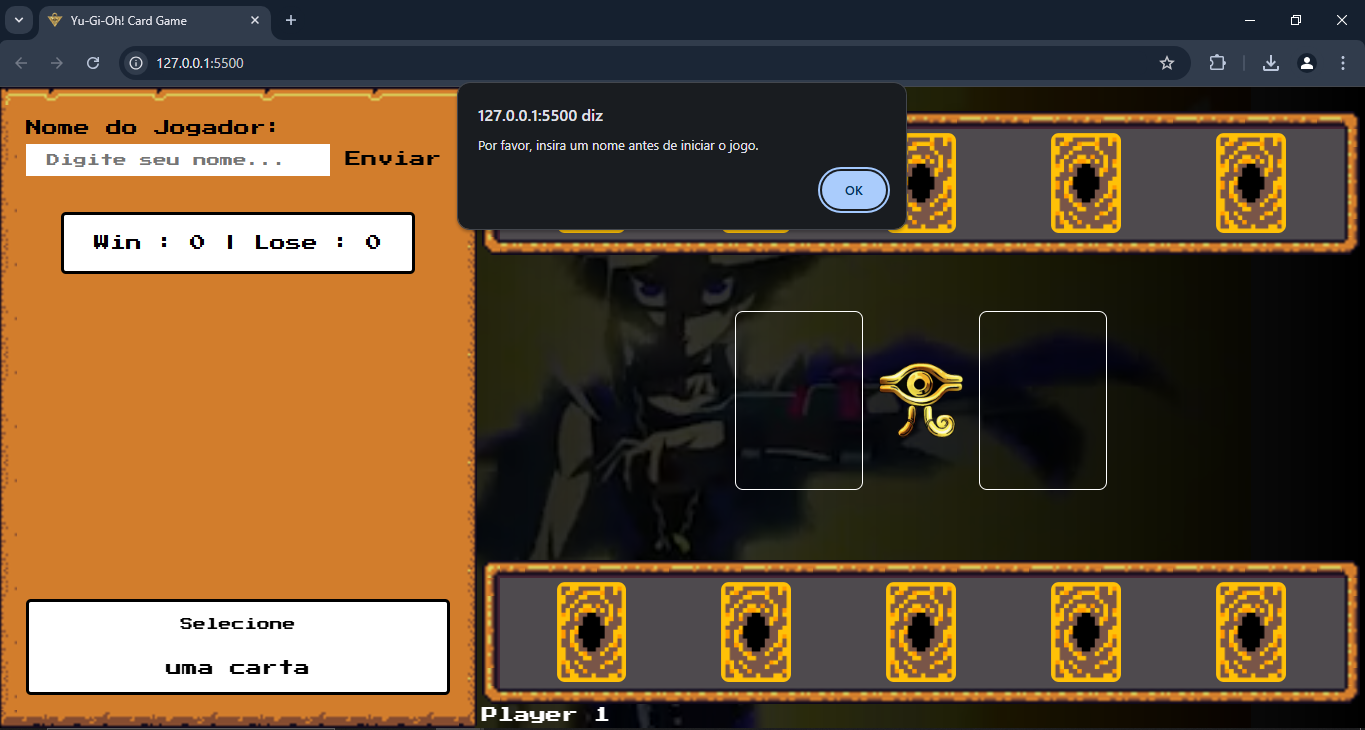 Yu-Gi-Oh! Card Game
127.0.0.1:5500
127.0.0.1:5500 diz
Por favor, insira um nome antes de iniciar o jogo.
OK
Nome do Jogador:
Digite seu nome...
Enviar
Win : 0 | Lose : 0
Selecione
uma carta
Player 1